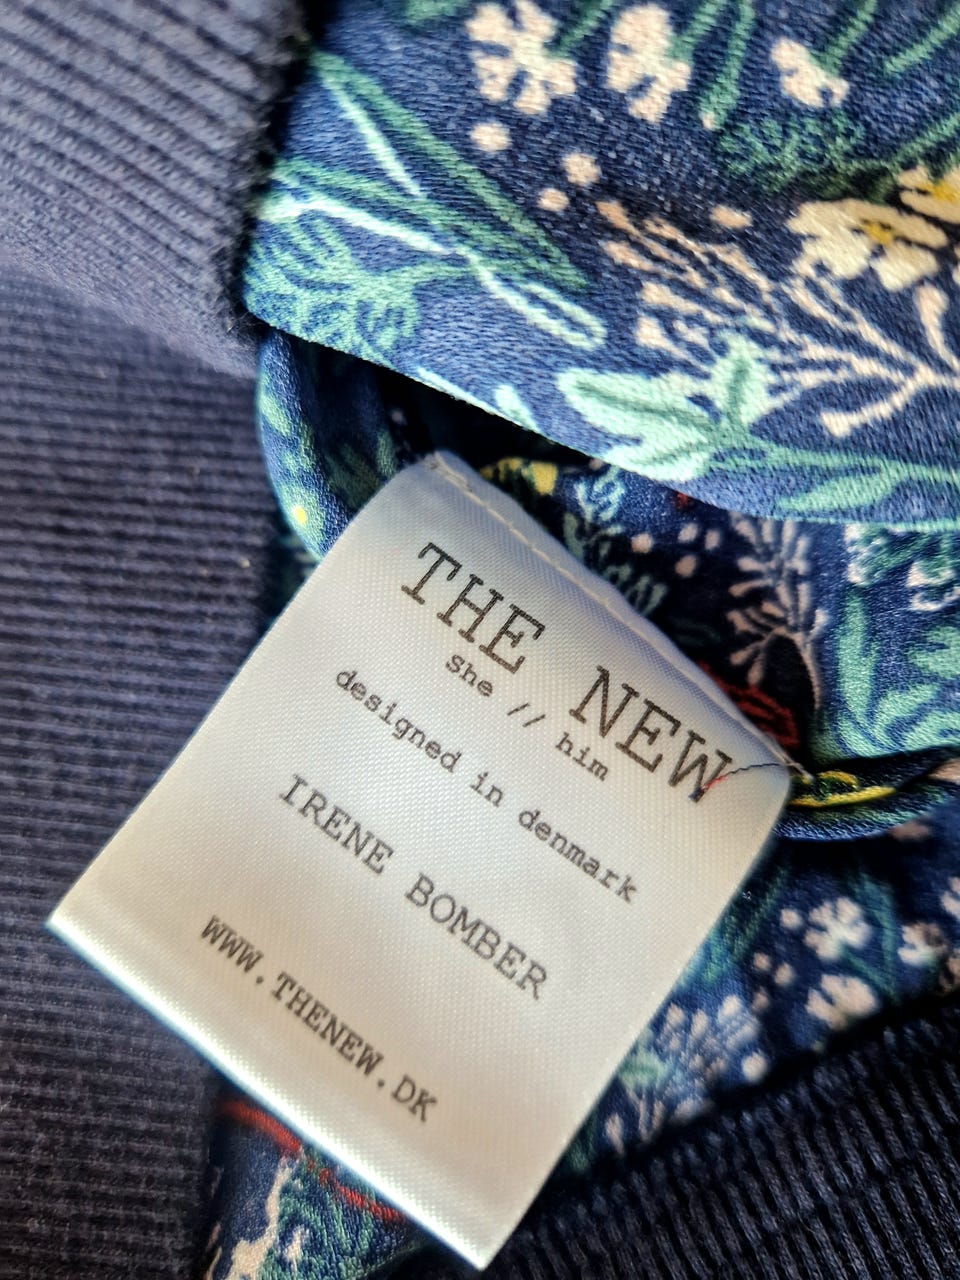 THE NEW
She // him
designed in denmark
IRENE BOMBER
WWW.THENEW.DK